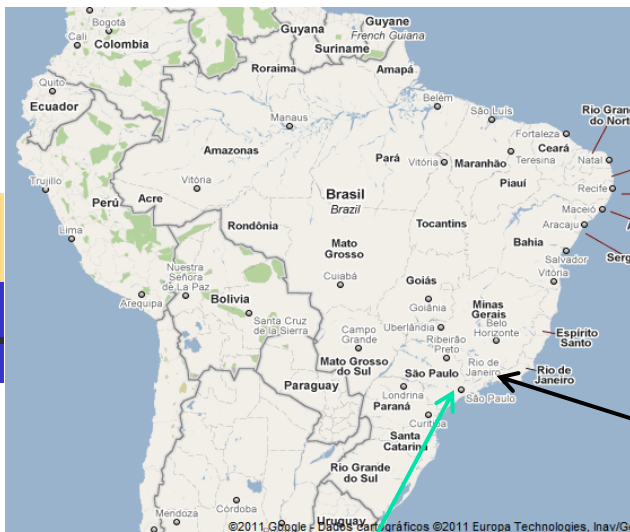 Bogotá
Cali
Colombia
Guyana
Guyane
French Guiana
Suriname
Roraima
Amapá
Quito
Ecuador
Belém
São Luís
Rio Grande
do Nort
Manaus
Fortaleza
Ceará
Natal
Amazonas
Pará
Vitória
Maranhão
Teresina
Trujillo
Perú
Acre
Vitória
Brasil
Brazil
Piauí
Recife
Maceió
Lima
Rondônia
Tocantins
Aracaju
Mato
Grosso
Bahia
Serg
Salvador
Nuestra
Señora
de La Paz
Cuiabá
Goiás
Vitória
Arequipa
Bolivia
Goiânia
Minas
Gerais
Santa Cruz
de la Sierra
Campo
Grande
Uberlândia
Belo
Horizonte
Espírito
Santo
Ribeirão
Preto
Mato Grosso
do Sul
São Paulo
Rio de
Janeiro
Rio de
Janeiro
Paraguay
Londrina
São Paulo
Paraná
Curitiba
Santa
Catarina
Rio Grande
do Sul
Mendoza
Córdoba
Uruguay
©2011 Google - Dados cartográficos ©2011 Europa Technologies, Inav/Ge